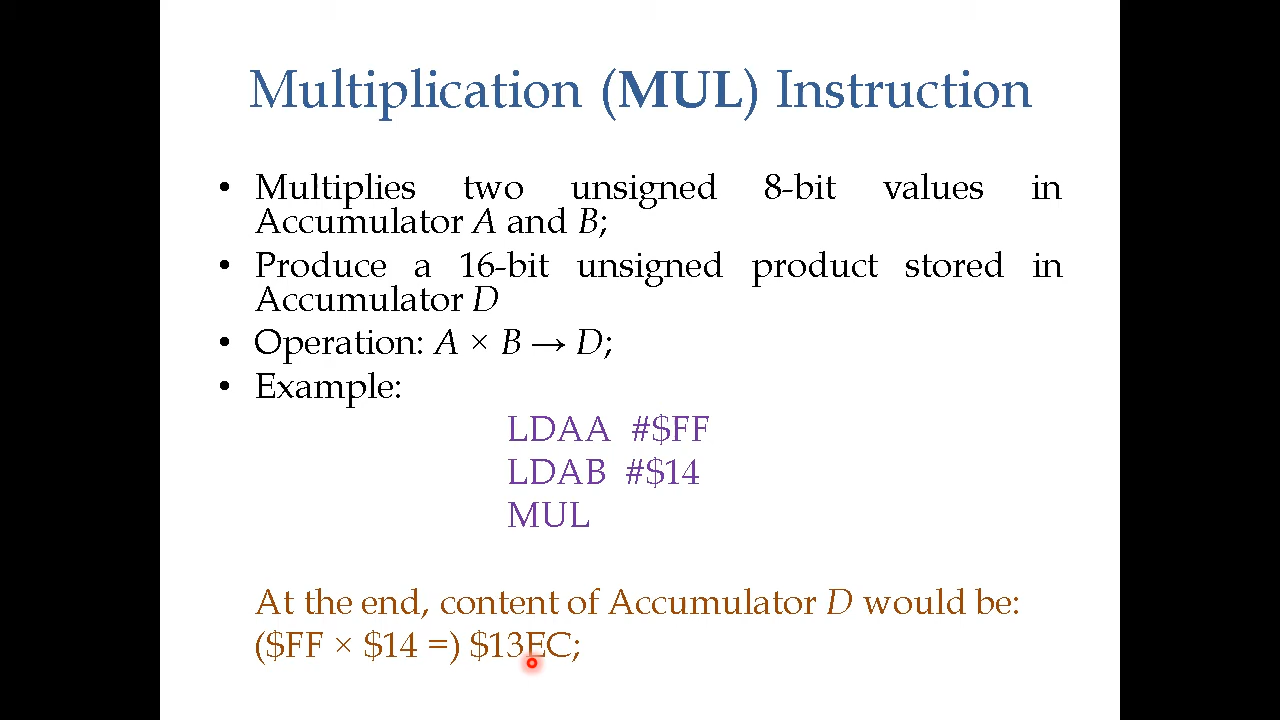 Multiplication (MUL) Instruction
• Multiplies two unsigned 8-bit values in
Accumulator A and B;
• Produce a 16-bit unsigned product stored in
Accumulator D
• Operation: A × B → D;
• Example:
LDAA #$FF
LDAB #$14
MUL
At the end, content of Accumulator D would be:
($FF × $14 =) $13EC;